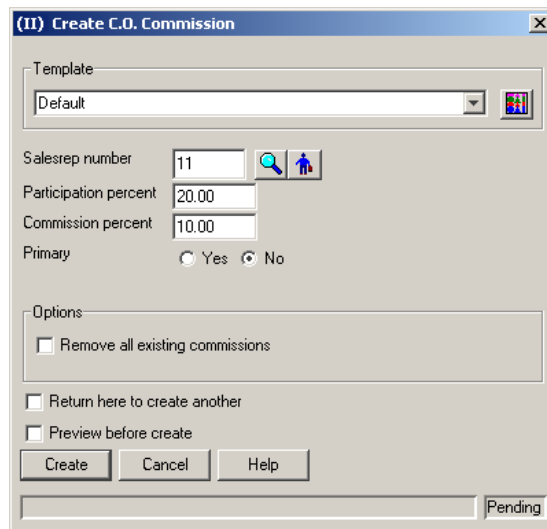 (II) Create C.O. Commission
Template
Default
Salesrep number 11
Participation percent 20.00
Commission percent 10.00
Primary Yes No
Options
Remove all existing commissions
Return here to create another
Preview before create
Create Cancel Help
Pending